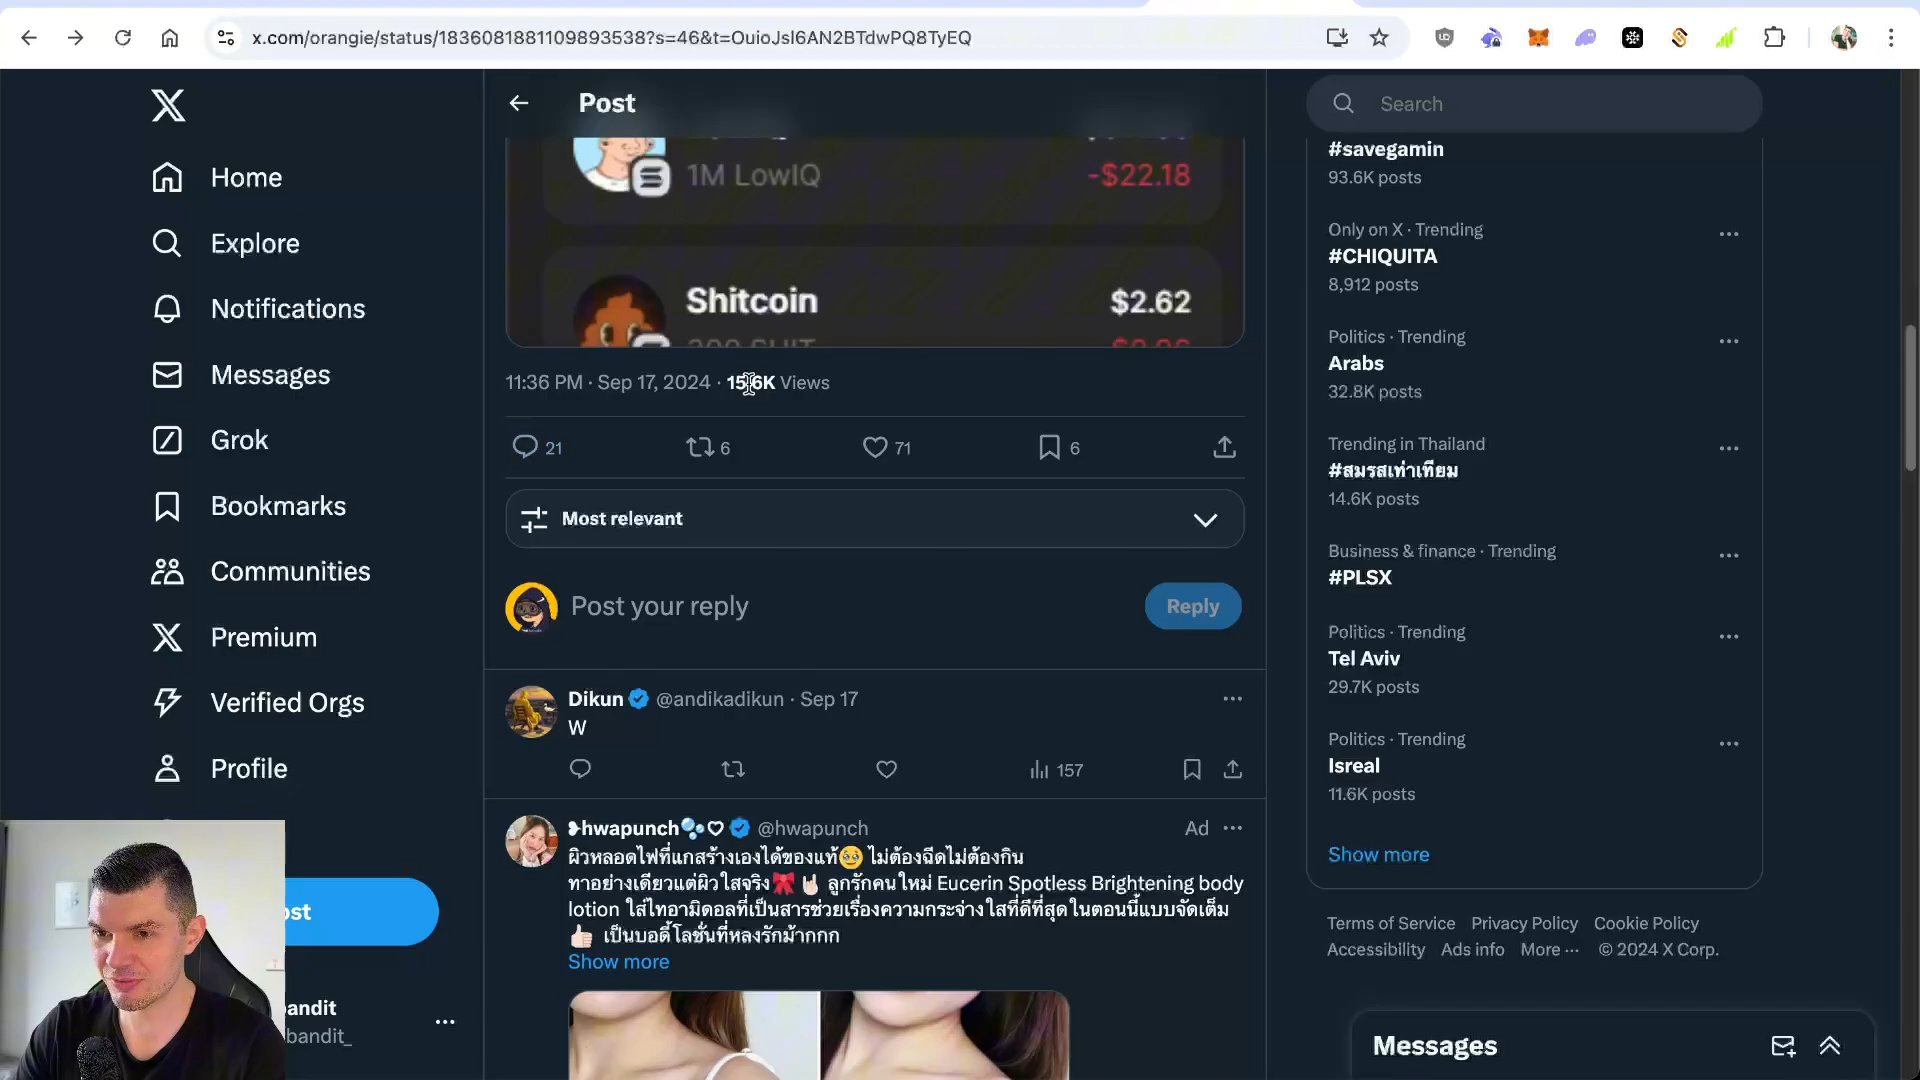 x.com/orangie/status/1836081881109893538?s=46&t=OuioJsl6AN2BTdwPQ8TyEQ
Home
Explore
Notifications
Messages
Grok
Bookmarks
Communities
Premium
Verified Orgs
Profile
ost
andit
bandit_
Post
1M LowIQ
-$22.18
Shitcoin
$2.62
11:36 PM · Sep 17, 2024 · 15.6K Views
21
6
71
6
Most relevant
Post your reply
Reply
Dikun @andikadikun · Sep 17
W
157
hwapunch @hwapunch
Ad
ผิวหลอดไฟที่แกสร้างเองได้ของแท้🥹 ไม่ต้องฉีดไม่ต้องกิน
ทาอย่างเดียวแต่ผิวใสจริง🎀🤘🏻 ลูกรักคนใหม่ Eucerin Spotless Brightening body
lotion ใส่ไทอามิดอลที่เป็นสารช่วยเรื่องความกระจ่างใสที่ดีที่สุดในตอนนี้แบบจัดเต็ม
👍🏻 เป็นบอดี้โลชั่นที่หลงรักม้ากกก
Show more
Search
#savegamin
93.6K posts
Only on X · Trending
#CHIQUITA
8,912 posts
Politics · Trending
Arabs
32.8K posts
Trending in Thailand
#สมรสเท่าเทียม
14.6K posts
Business & finance · Trending
#PLSX
Politics · Trending
Tel Aviv
29.7K posts
Politics · Trending
Isreal
11.6K posts
Show more
Terms of Service Privacy Policy Cookie Policy
Accessibility Ads info More ··· © 2024 X Corp.
Messages